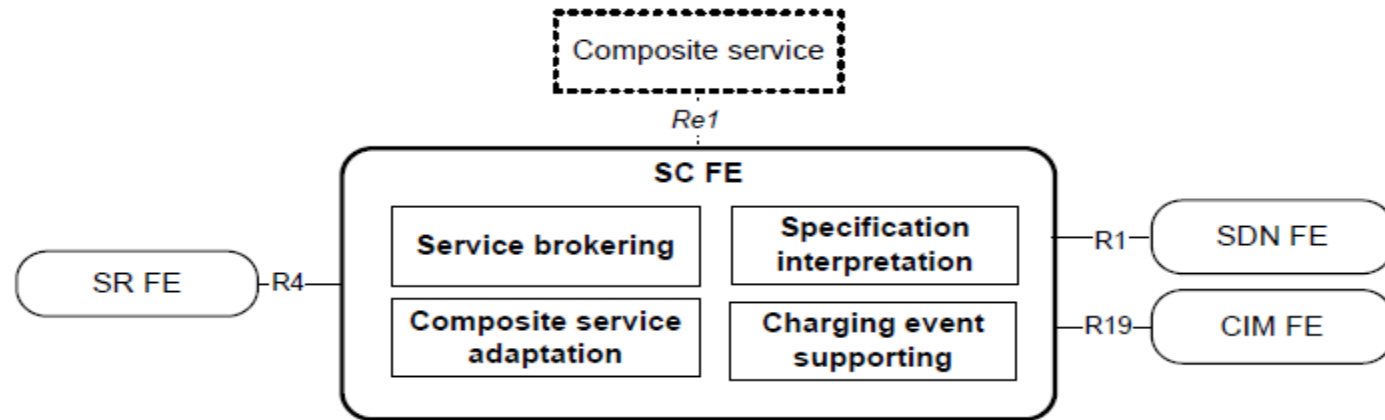 Composite service
Re1
SC FE
Service brokering
Specification
interpretation
Composite service
adaptation
Charging event
supporting
SR FE
R4
R1
SDN FE
R19
CIM FE